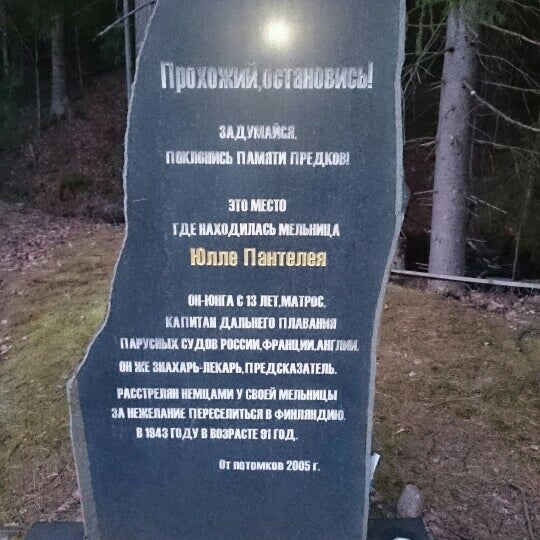 Прохожий,остановись!
ЗАДУМАЙСЯ,
ПОКЛОНИСЬ ПАМЯТИ ПРЕДКОВ!
ЭТО МЕСТО
ГДЕ НАХОДИЛАСЬ МЕЛЬНИЦА
Юлле Пантелея
ОН-ЮНГА С 13 ЛЕТ,МАТРОС,
КАПИТАН ДАЛЬНЕГО ПЛАВАНИЯ
ПАРУСНЫХ СУДОВ РОССИИ,ФРАНЦИИ,АНГЛИИ.
ОН ЖЕ ЗНАХАРЬ-ЛЕКАРЬ,ПРЕДСКАЗАТЕЛЬ.
РАССТРЕЛЯН НЕМЦАМИ У СВОЕЙ МЕЛЬНИЦЫ
ЗА НЕЖЕЛАНИЕ ПЕРЕСЕЛИТЬСЯ В ФИНЛЯНДИЮ.
В 1943 ГОДУ В ВОЗРАСТЕ 91 ГОД.
От потомков 2005 г.